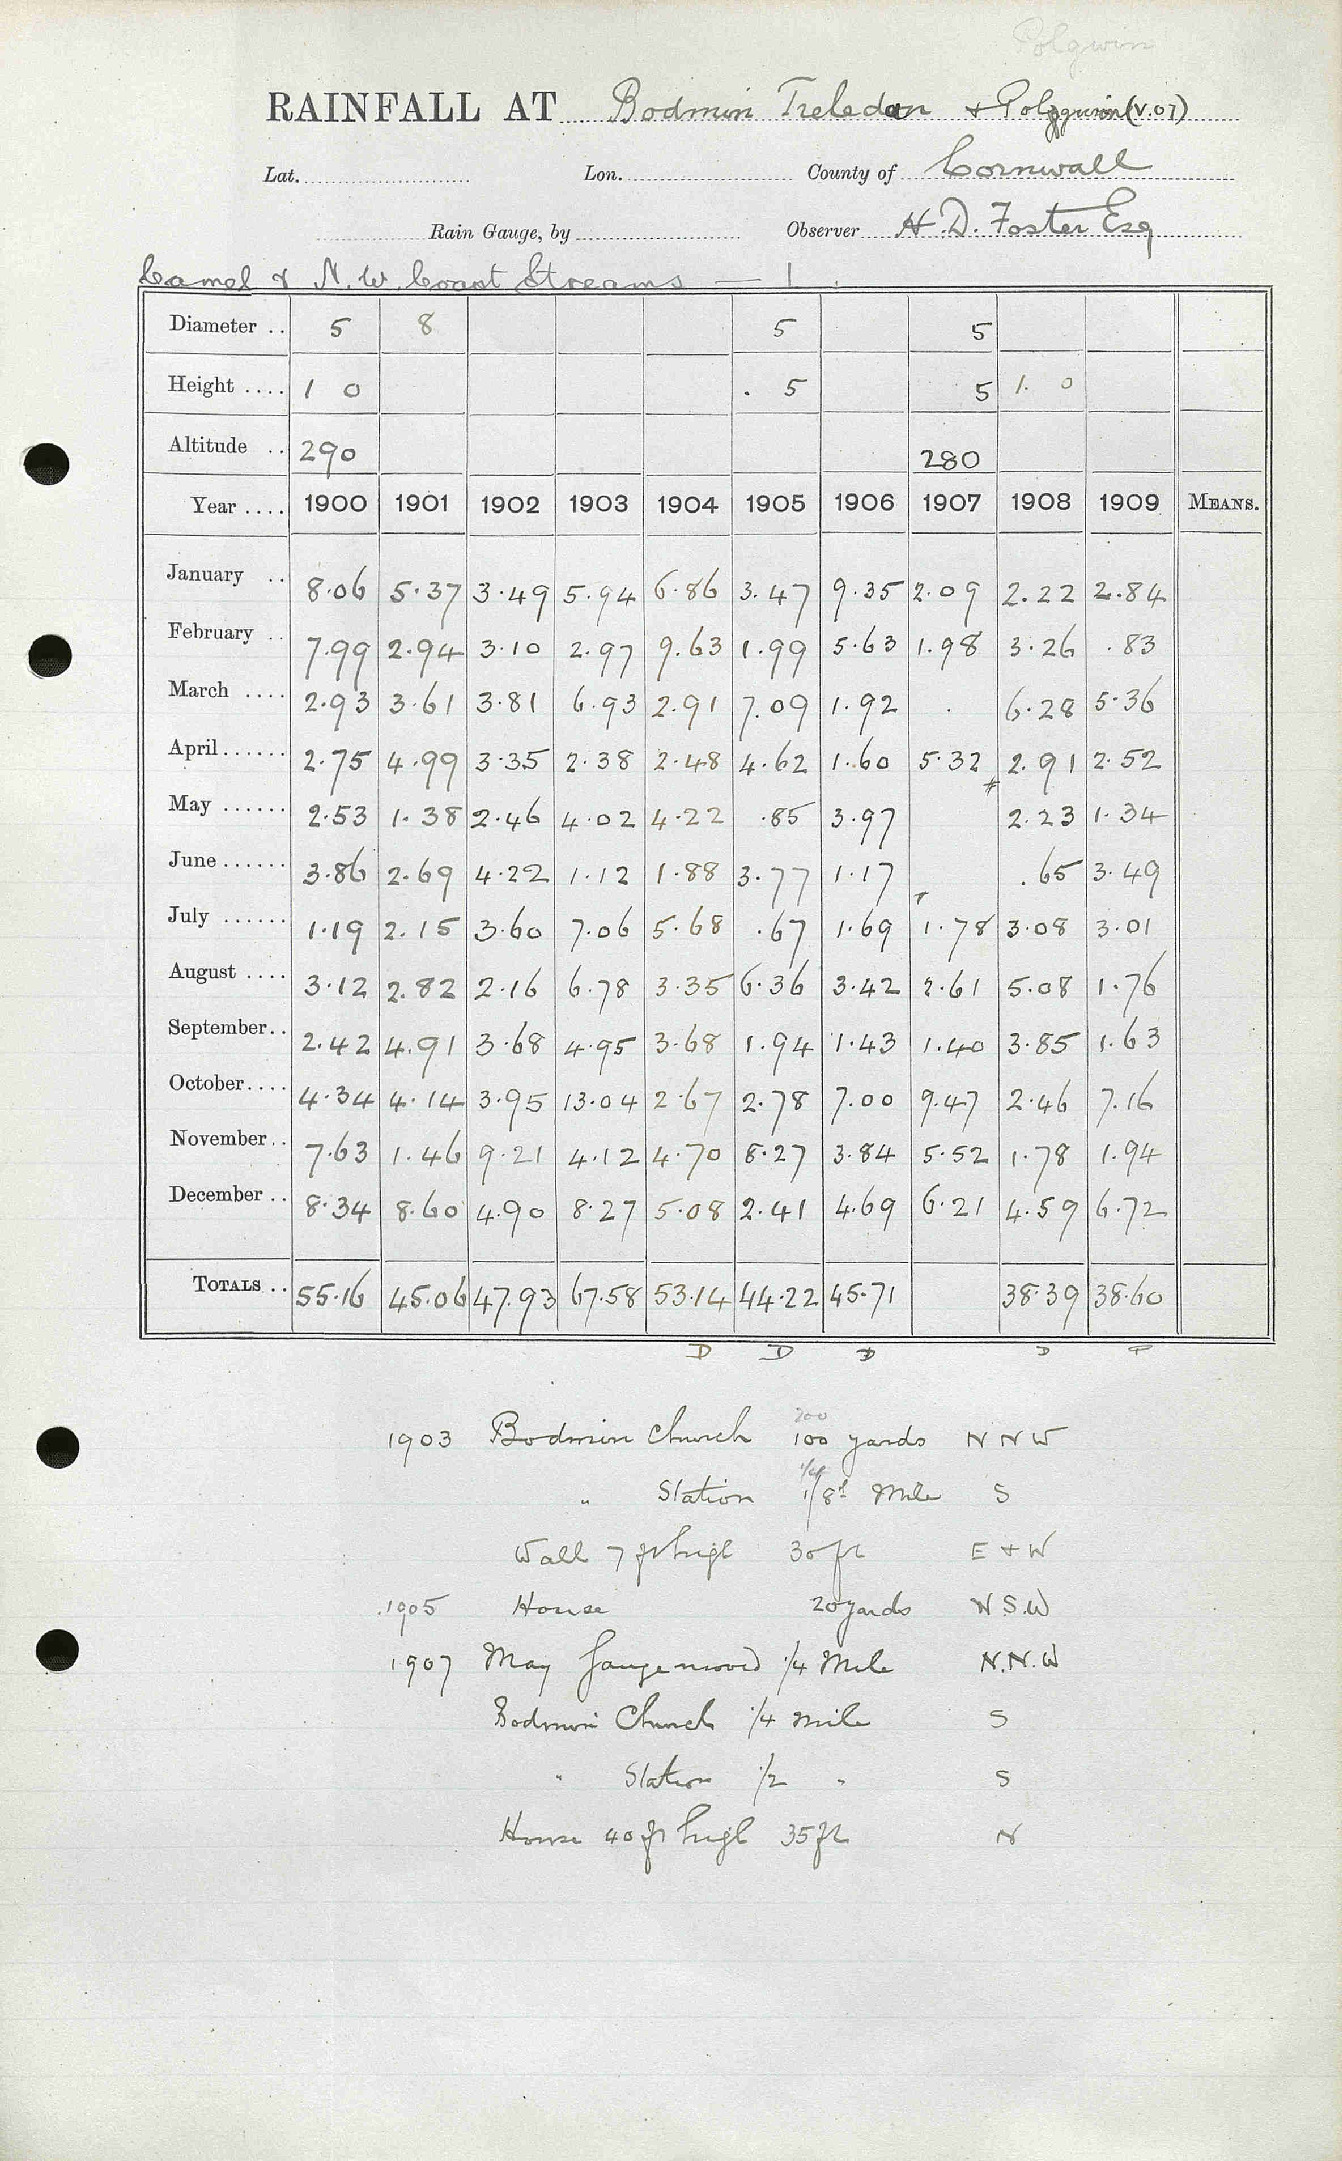 Polgwin
RAINFALL AT Bodmin Treledan + Polgwin (V.07)
Lat. Lon. County of Cornwall
Rain Gauge, by Observer H. D. Foster Esq
Camel & N.W. Coast Streams — 1.
Diameter .. 5 8 5 5
Height .... 1 0 . 5 5 1. 0
Altitude .. 290 280
Year .... 1900 1901 1902 1903 1904 1905 1906 1907 1908 1909 MEANS.
January .. 8.06 5.37 3.49 5.94 6.86 3.47 9.35 2.09 2.22 2.84
February .. 7.99 2.94 3.10 2.97 9.63 1.99 5.63 1.98 3.26 .83
March .... 2.93 3.61 3.81 6.93 2.91 7.09 1.92 . 6.28 5.36
April...... 2.75 4.99 3.35 2.38 2.48 4.62 1.60 5.32 2.91 2.52
May ...... 2.53 1.38 2.46 4.02 4.22 .85 3.97 2.23 1.34
June ...... 3.86 2.69 4.22 1.12 1.88 3.77 1.17 .65 3.49
July ...... 1.19 2.15 3.60 7.06 5.68 .67 1.69 1.78 3.08 3.01
August .... 3.12 2.82 2.16 6.78 3.35 6.36 3.42 2.61 5.08 1.76
September.. 2.42 4.91 3.68 4.95 3.68 1.94 1.43 1.40 3.85 1.63
October.... 4.34 4.14 3.95 13.04 2.67 2.78 7.00 9.47 2.46 7.16
November.. 7.63 1.46 9.21 4.12 4.70 8.27 3.84 5.52 1.78 1.94
December .. 8.34 8.60 4.90 8.27 5.08 2.41 4.69 6.21 4.59 6.72
TOTALS .. 55.16 45.06 47.93 67.58 53.14 44.22 45.71 38.39 38.60
D D D D D
200
1903 Bodmin Church 100 yards N N W
1/4
" Station 1/8th Mile S
Wall 7 ft high 30 ft E + W
1905 House 20 yards N S.W
1907 May Gauge moved 1/4 Mile N.N.W
Bodmin Church 1/4 mile S
" Station 1/2 " S
House 40 ft high 35 ft N